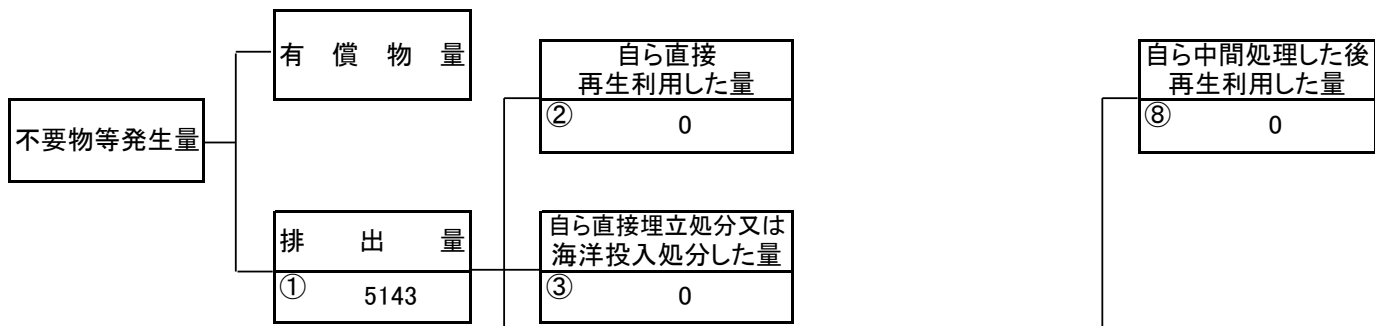 有償物量
自ら直接
再生利用した量
② 0
自ら中間処理した後
再生利用した量
⑧ 0
不要物等発生量
排出量
① 5143
自ら直接埋立処分又は
海洋投入処分した量
③ 0